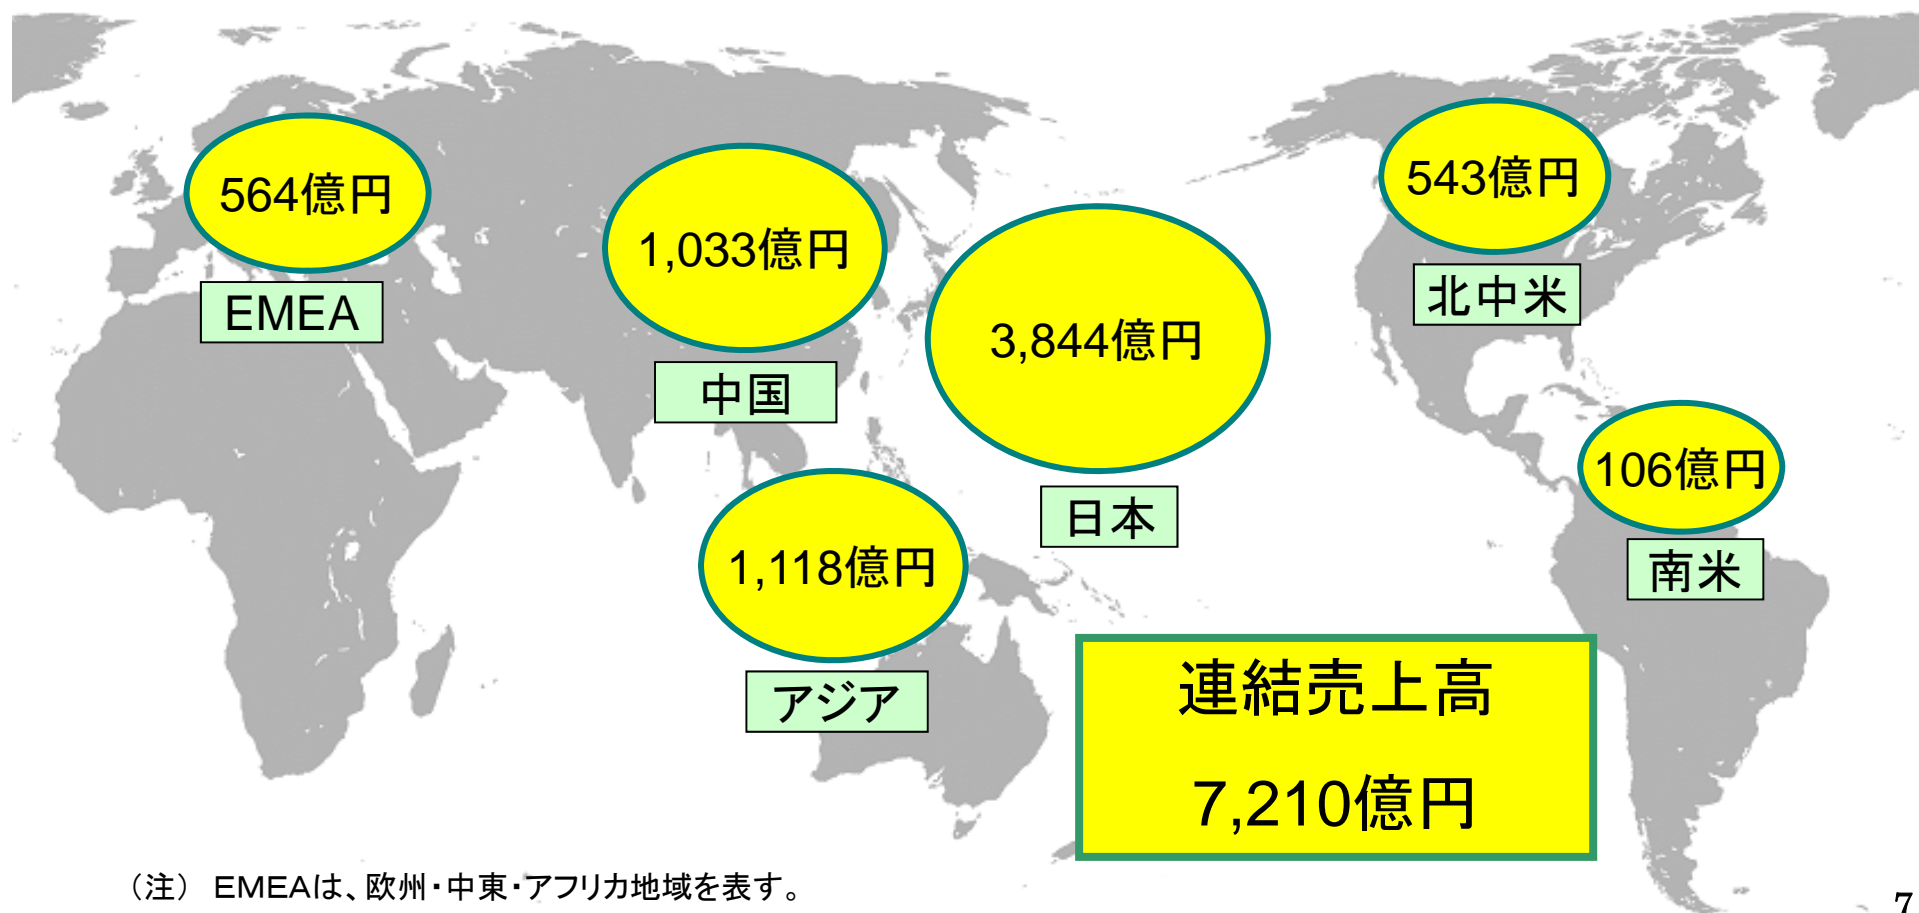 564億円
EMEA
1,033億円
中国
3,844億円
日本
543億円
北中米
106億円
南米
1,118億円
アジア
連結売上高
7,210億円
（注） EMEAは、欧州・中東・アフリカ地域を表す。
7